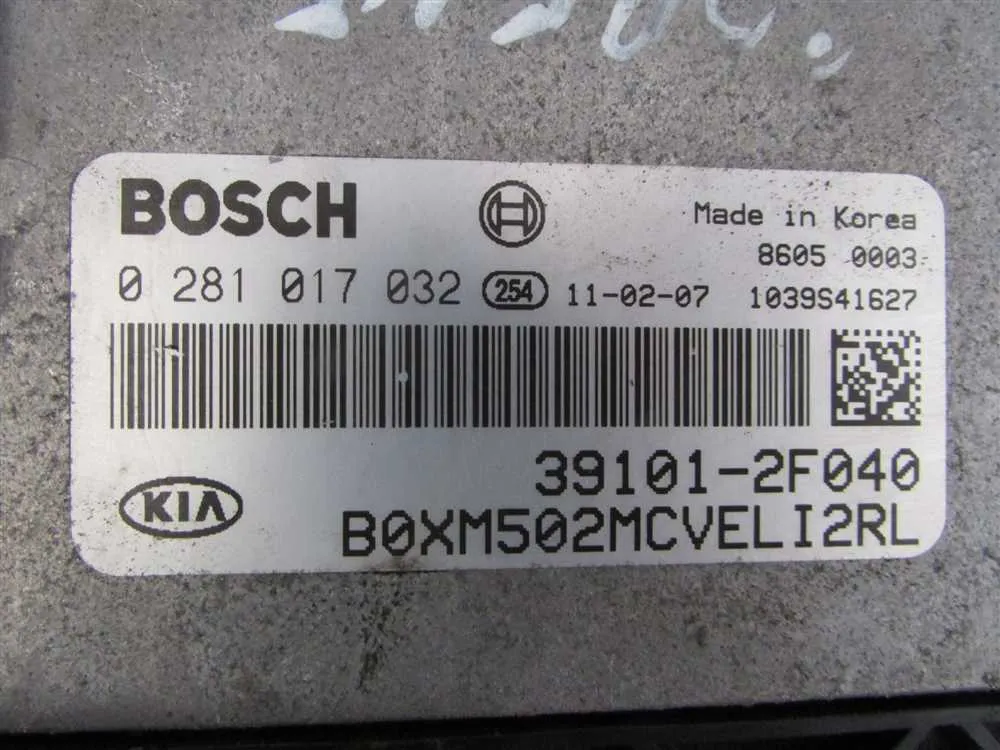 BOSCH
Made in Korea
8605 0003
0 281 017 032 254 11-02-07 1039S41627
39101-2F040
KIA
B0XM502MCVELI2RL